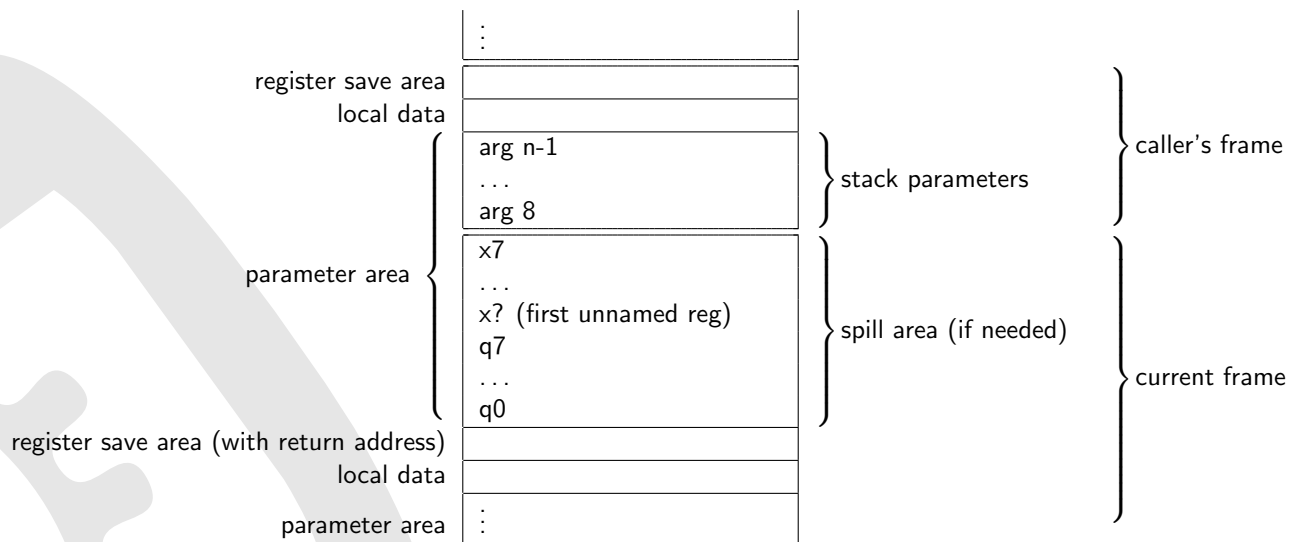 ⋮
register save area
local data
arg n-1
. . .
arg 8
stack parameters
caller's frame
parameter area
x7
. . .
x? (first unnamed reg)
q7
. . .
q0
spill area (if needed)
current frame
register save area (with return address)
local data
parameter area
⋮